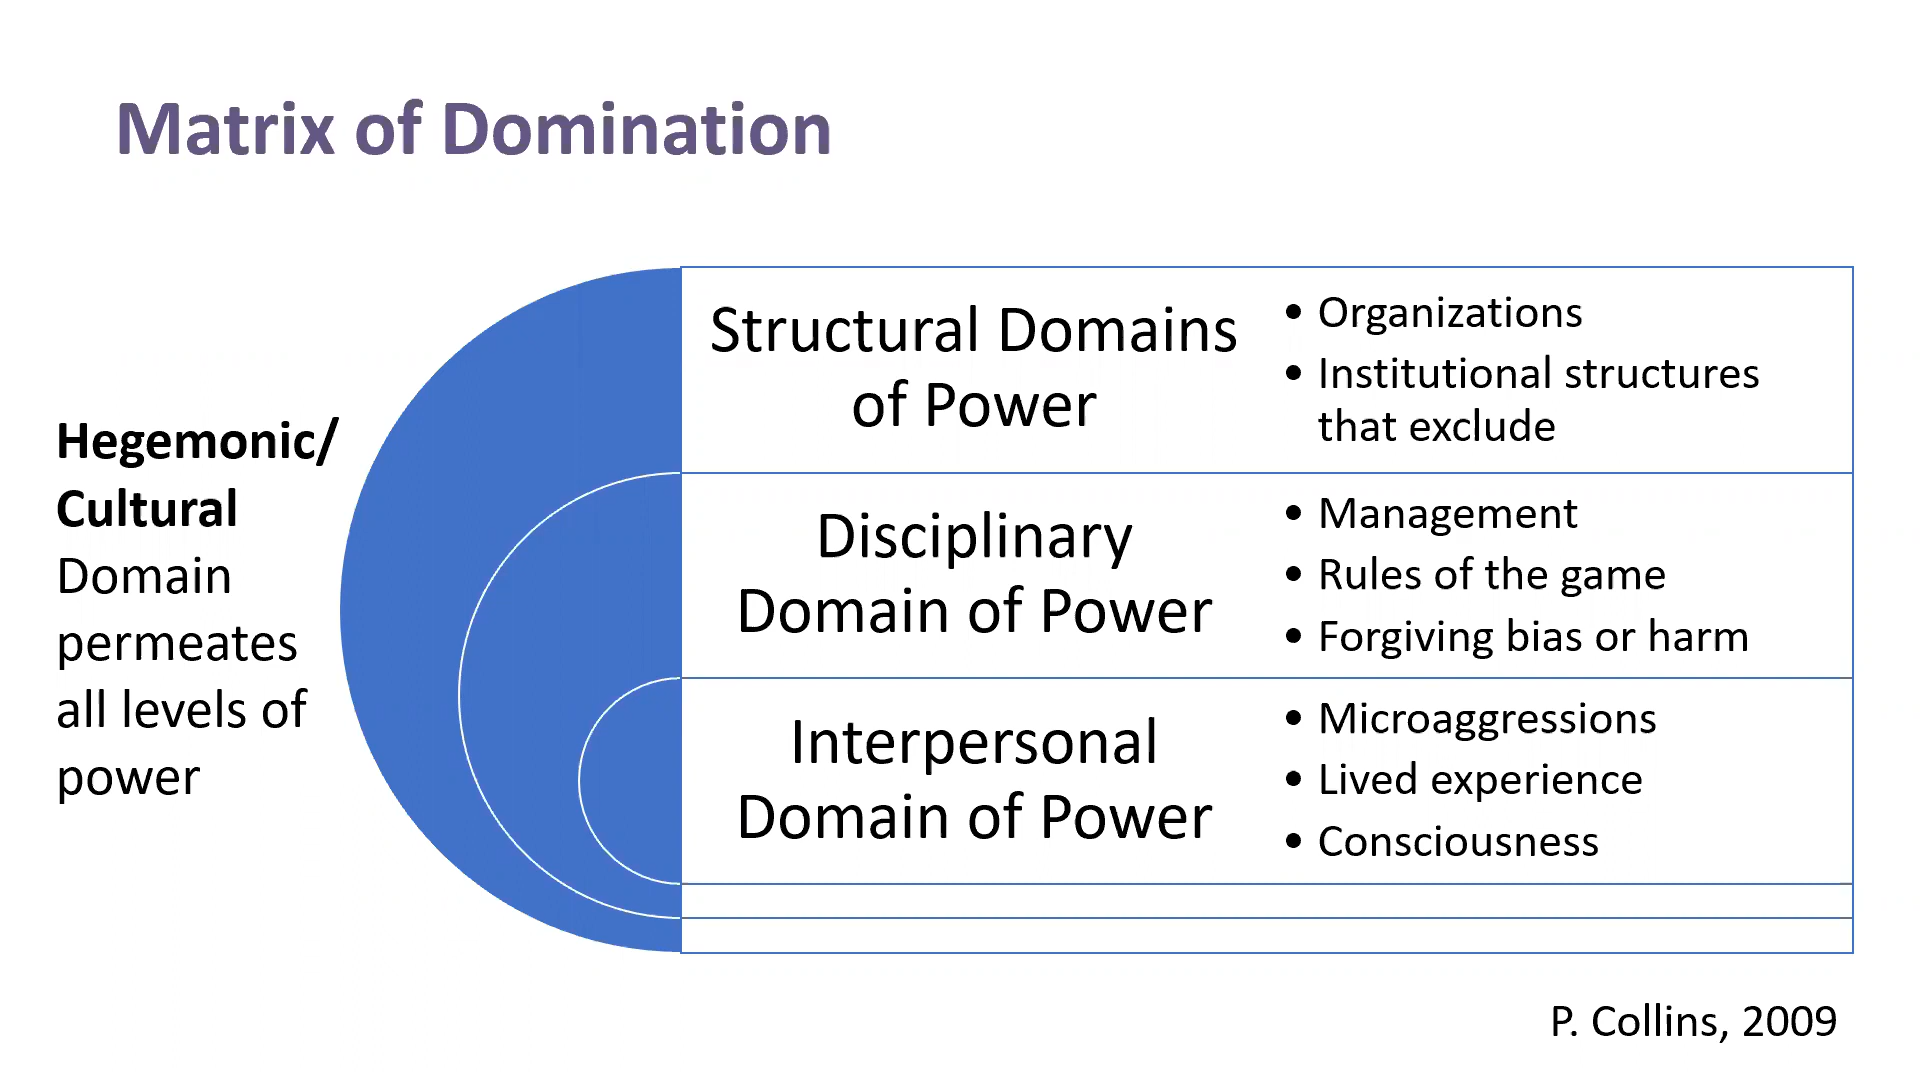 Matrix of Domination
Hegemonic/
Cultural
Domain
permeates
all levels of
power
Structural Domains
of Power
• Organizations
• Institutional structures
that exclude
Disciplinary
Domain of Power
• Management
• Rules of the game
• Forgiving bias or harm
Interpersonal
Domain of Power
• Microaggressions
• Lived experience
• Consciousness
P. Collins, 2009